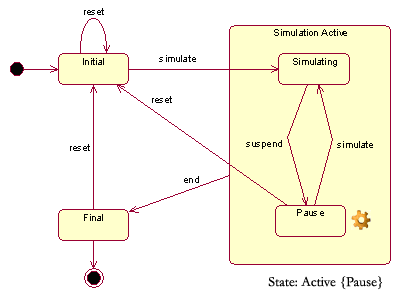 reset
Simulation Active
Initial
simulate
Simulating
reset
reset
suspend
simulate
end
Final
Pause
State: Active {Pause}